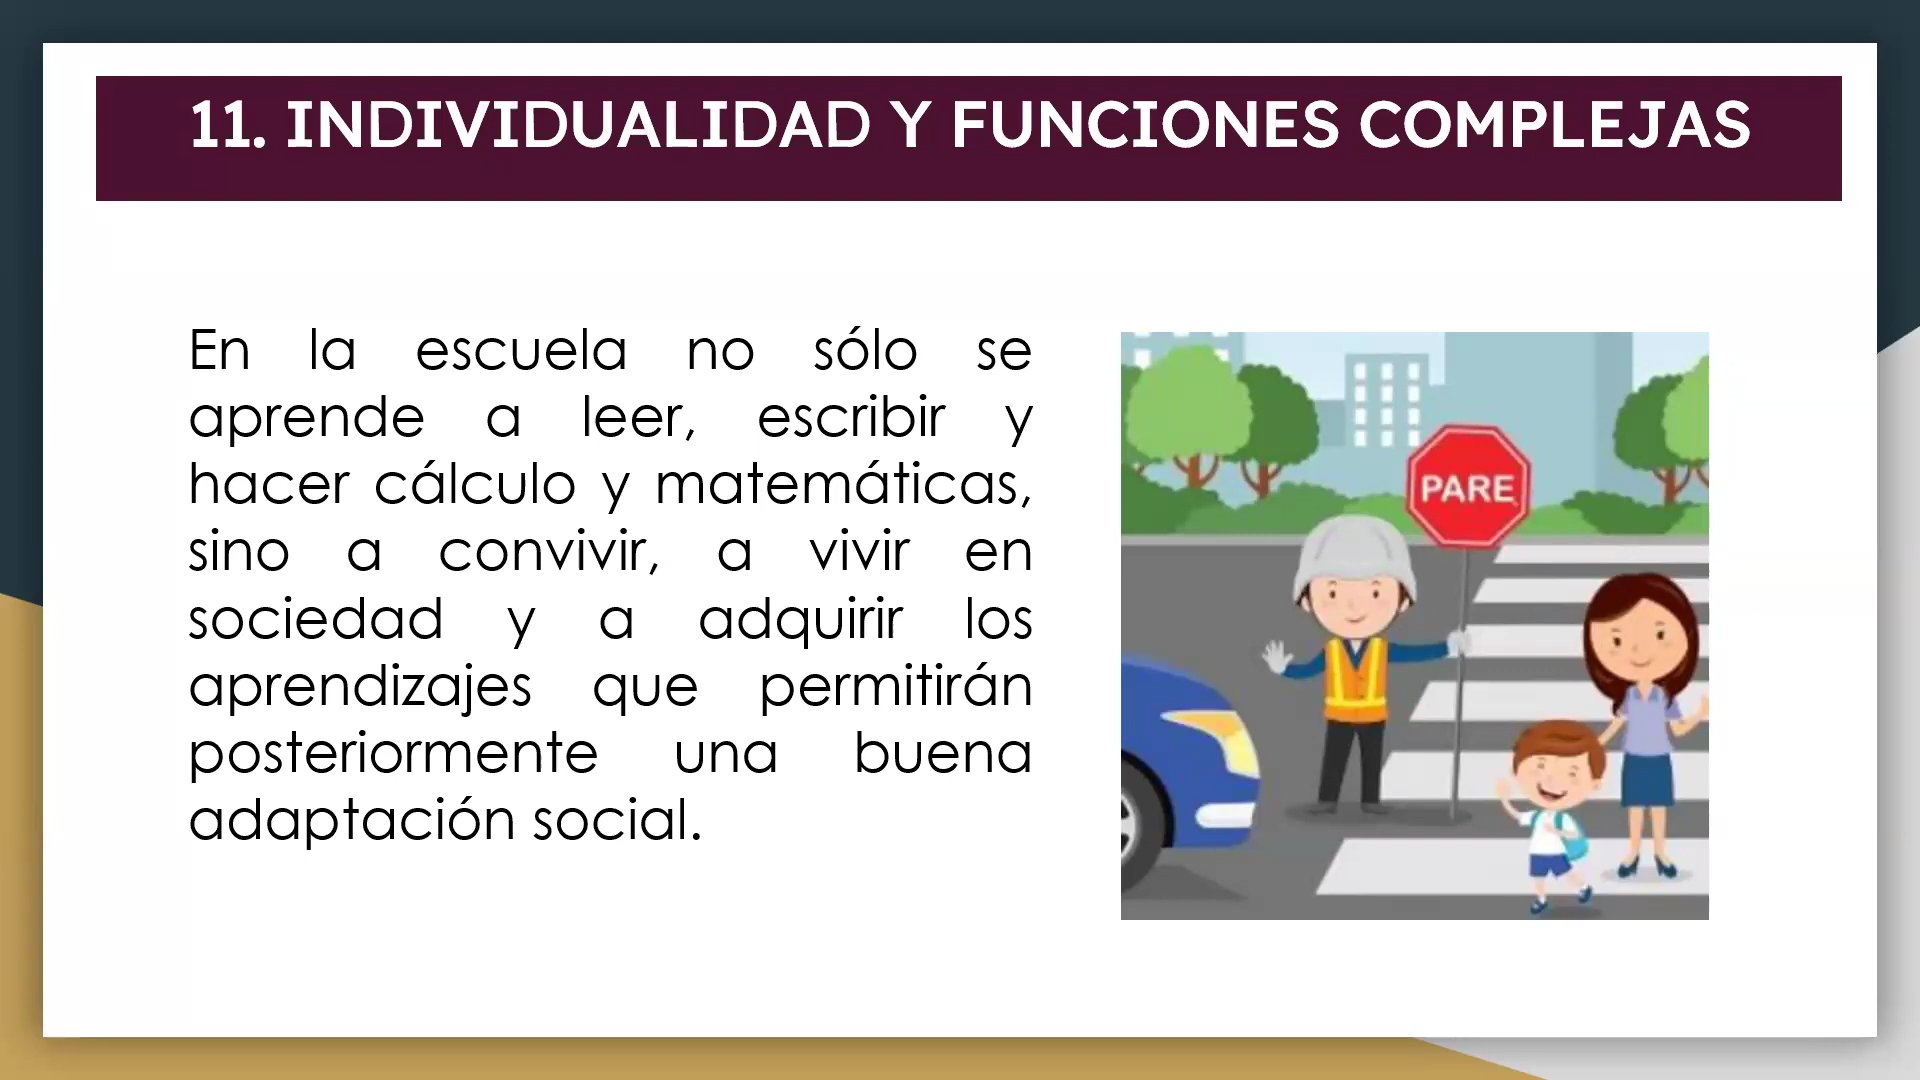 11. INDIVIDUALIDAD Y FUNCIONES COMPLEJAS
En la escuela no sólo se
aprende a leer, escribir y
hacer cálculo y matemáticas,
sino a convivir, a vivir en
sociedad y a adquirir los
aprendizajes que permitirán
posteriormente una buena
adaptación social.
PARE